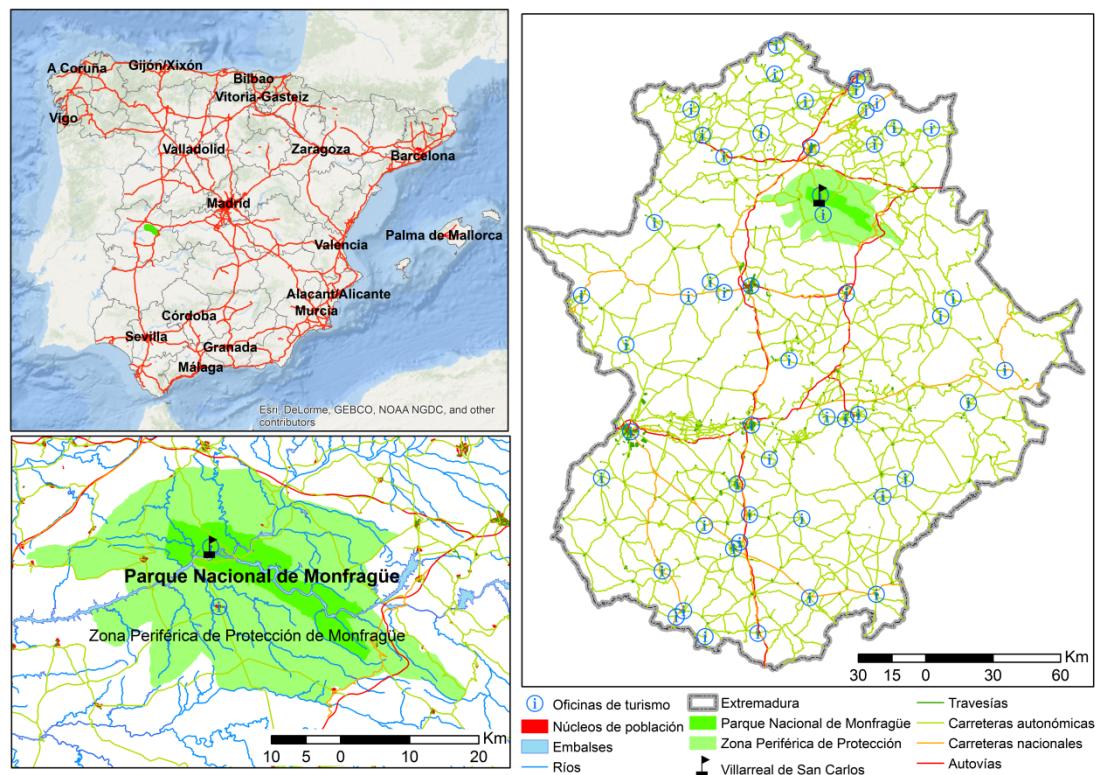 A Coruña
Gijón/Xixón
Bilbao
Vitoria-Gasteiz
Vigo
Valladolid
Zaragoza
Barcelona
Madrid
Valencia
Palma de Mallorca
Alacant/Alicante
Murcia
Córdoba
Sevilla
Granada
Málaga
Esri, DeLorme, GEBCO, NOAA NGDC, and other
contributors
Parque Nacional de Monfragüe
Zona Periférica de Protección de Monfragüe
Km
10 5 0 10 20
Km
30 15 0 30 60
Oficinas de turismo
Núcleos de población
Embalses
Ríos
Extremadura
Parque Nacional de Monfragüe
Zona Periférica de Protección
Villarreal de San Carlos
Travesías
Carreteras autonómicas
Carreteras nacionales
Autovías